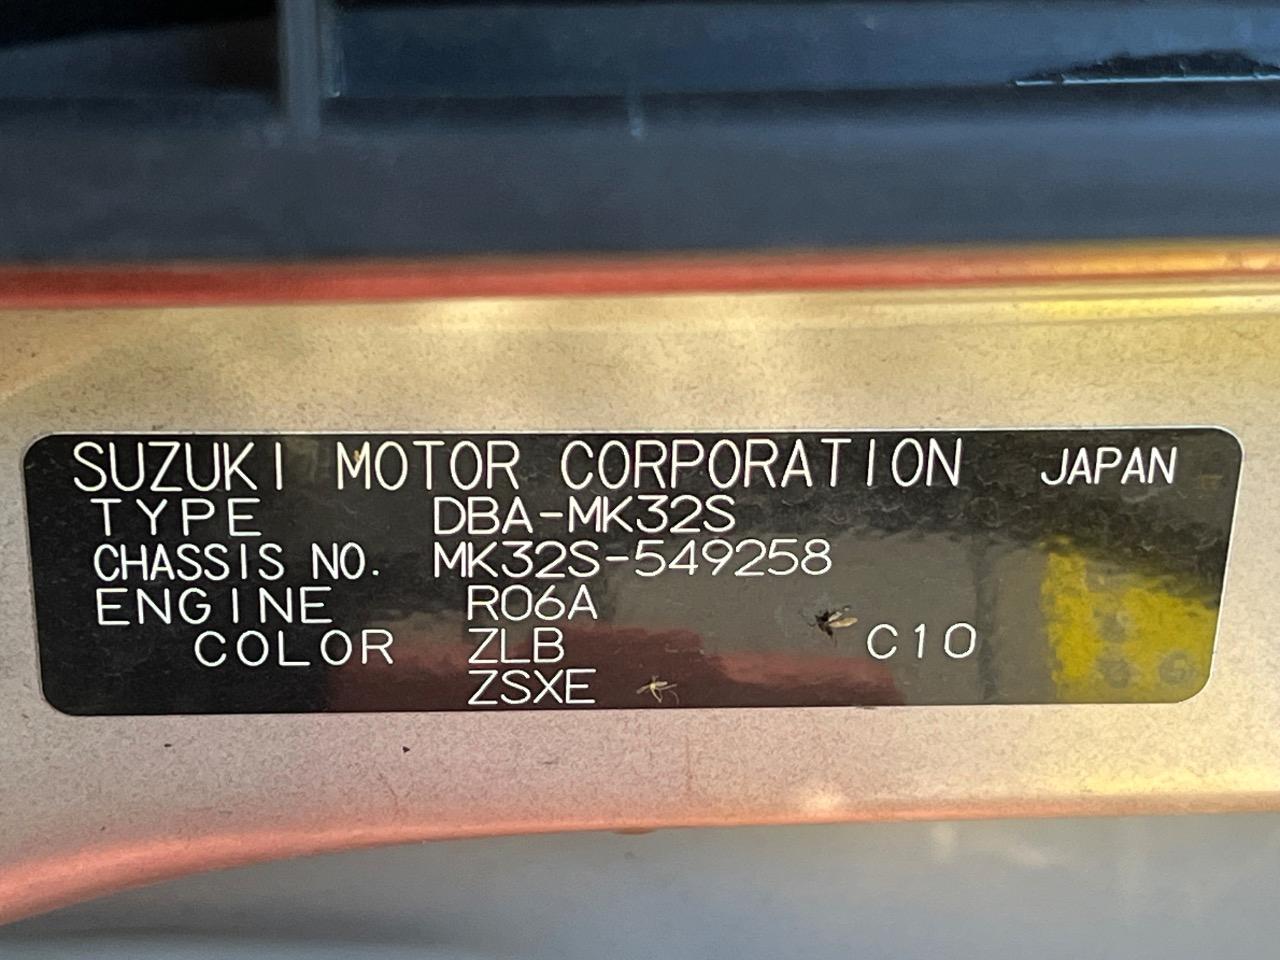 SUZUKI MOTOR CORPORATION JAPAN
TYPE DBA-MK32S
CHASSIS NO. MK32S-549258
ENGINE R06A
COLOR ZLB C10
ZSXE